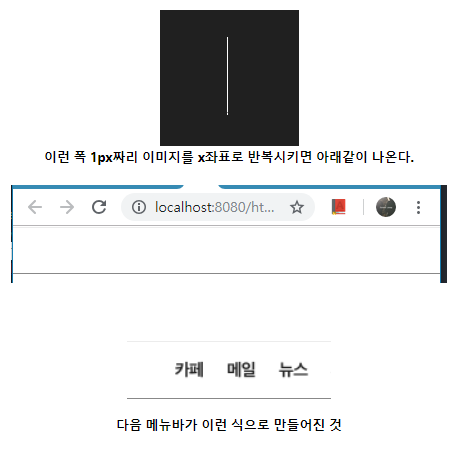 이런 폭 1px짜리 이미지를 x좌표로 반복시키면 아래같이 나온다.
localhost:8080/ht...
카페 메일 뉴스
다음 메뉴바가 이런 식으로 만들어진 것